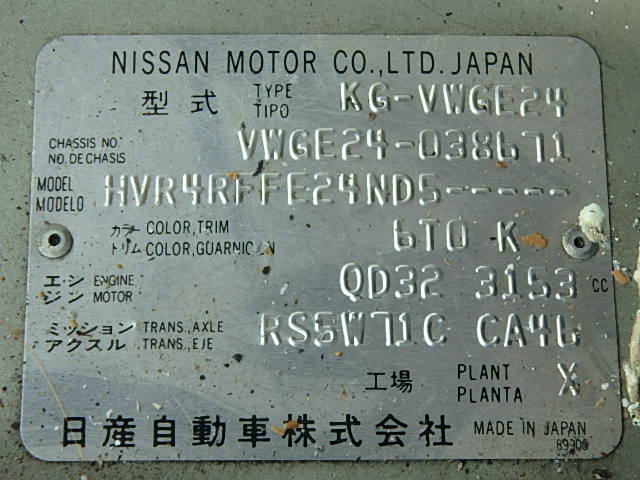 NISSAN MOTOR CO.,LTD. JAPAN
型式 TYPE TIPO KG-VWGE24
CHASSIS NO. NO.DE CHASIS VWGE24-038671
MODEL MODELO HVR4RFFE24ND5-----
カラー COLOR,TRIM
トリム COLOR,GUARNICION 6T0 K
エンジン ENGINE MOTOR QD32 3153 CC
ミッション TRANS.,AXLE
アクスル TRANS.,EJE RS5W71C CA46
工場 PLANT PLANTA X
日産自動車株式会社 MADE IN JAPAN
89900